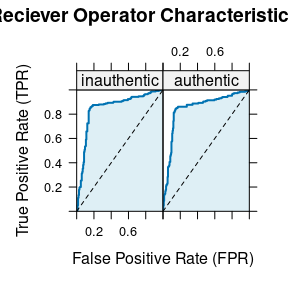 Reciever Operator Characteristic
0.2 0.6
inauthentic authentic
True Positive Rate (TPR)
0.8
0.6
0.4
0.2
0.2 0.6
False Positive Rate (FPR)